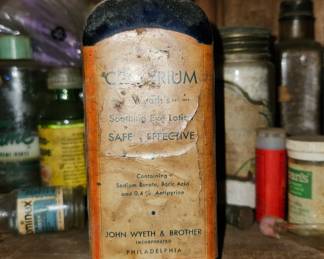 Wyeth's
Soothing Eye Lotion
SAFE , EFFECTIVE
Containing
Sodium Borate, Boric Acid
and 0.4% Antipyrine
JOHN WYETH & BROTHER
INCORPORATED
PHILADELPHIA